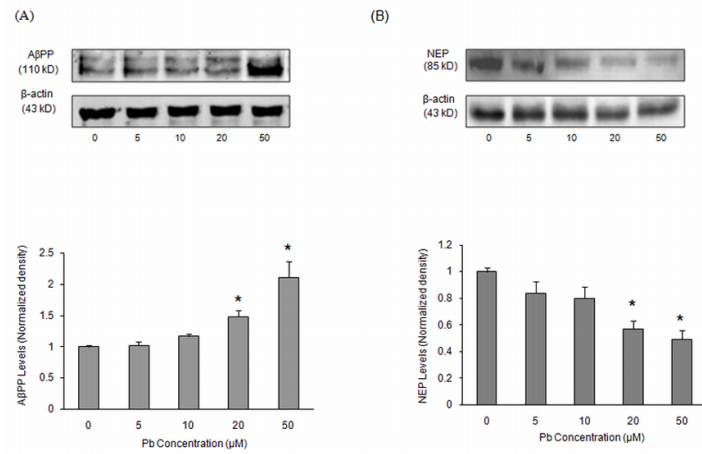 (A)
AβPP
(110 kD)
β-actin
(43 kD)
0 5 10 20 50
AβPP Levels (Normalized density)
2.5
2
1.5
1
0.5
0
*
*
0 5 10 20 50
Pb Concentration (µM)
(B)
NEP
(85 kD)
β-actin
(43 kD)
0 5 10 20 50
NEP Levels (Normalized density)
1.2
1
0.8
0.6
0.4
0.2
0
*
*
0 5 10 20 50
Pb Concentration (µM)